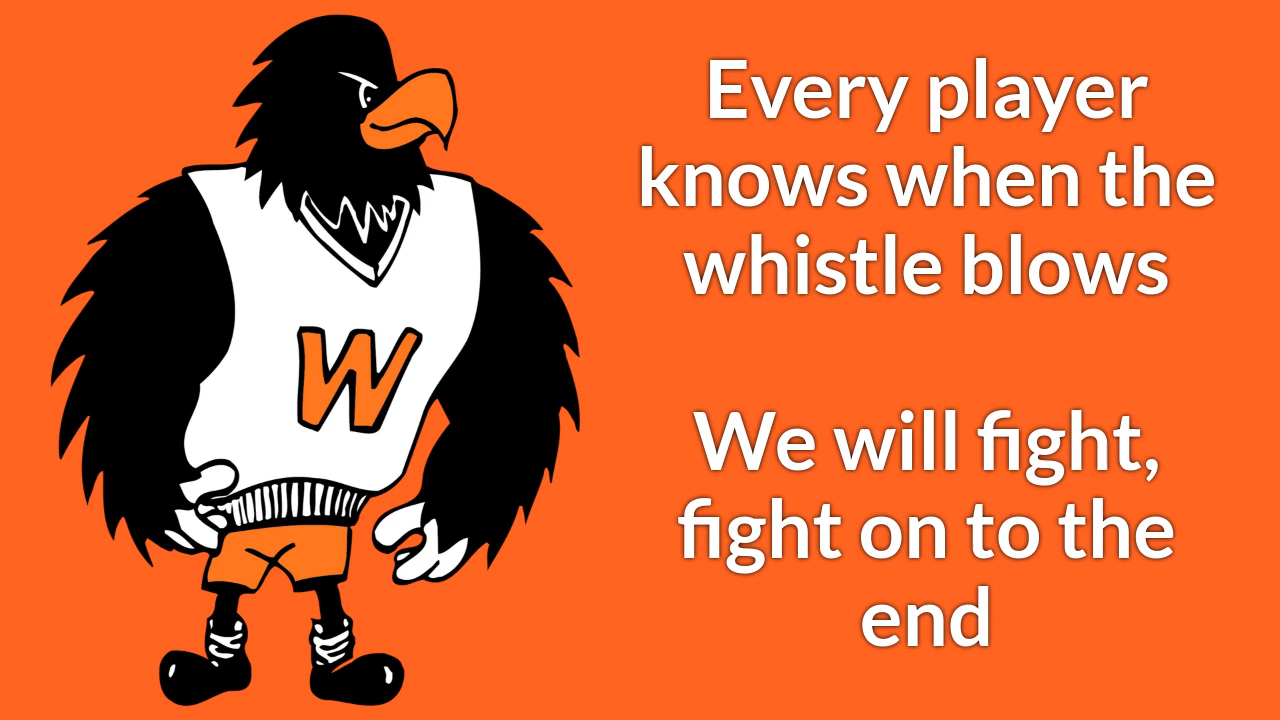 W
Every player
knows when the
whistle blows
We will fight,
fight on to the
end